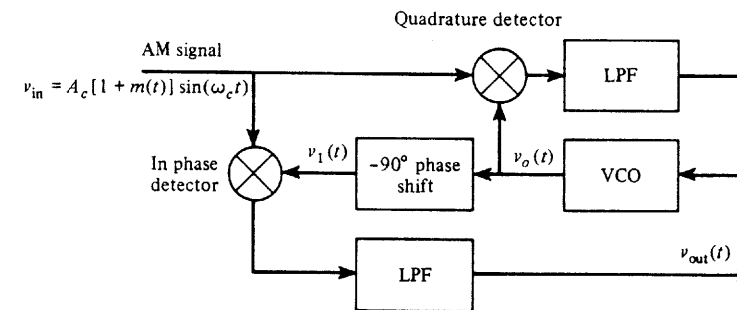 Quadrature detector
AM signal
v_in = A_c [1 + m(t)] sin(ω_c t)
LPF
In phase
detector
v_1(t)
-90° phase
shift
v_o(t)
VCO
LPF
v_out(t)